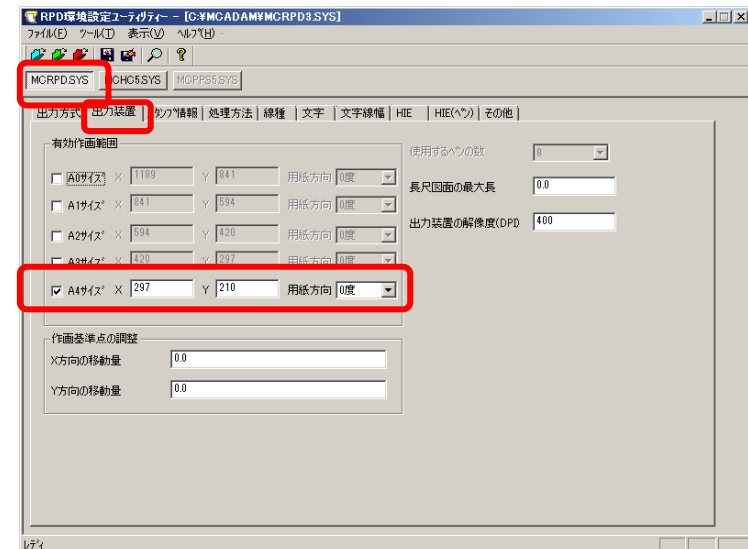 RPD環境設定ユーティリティー - [C:¥MCADAM¥MCRPD3.SYS]
ファイル(F) ツール(T) 表示(V) ヘルプ(H)
MCRPD.SYS MCHC5.SYS MCPPS5.SYS
出力方式 出力装置 スタンプ情報 処理方法 線種 文字 文字線幅 HIE HIE(ペン) その他
有効作画範囲
A0サイズ X 1189 Y 841 用紙方向 0度
A1サイズ X 841 Y 594 用紙方向 0度
A2サイズ X 594 Y 420 用紙方向 0度
A3サイズ X 420 Y 297 用紙方向 0度
A4サイズ X 297 Y 210 用紙方向 0度
使用するペンの数 8
長尺図面の最大長 0.0
出力装置の解像度(DPI) 400
作画基準点の調整
X方向の移動量 0.0
Y方向の移動量 0.0
レディ